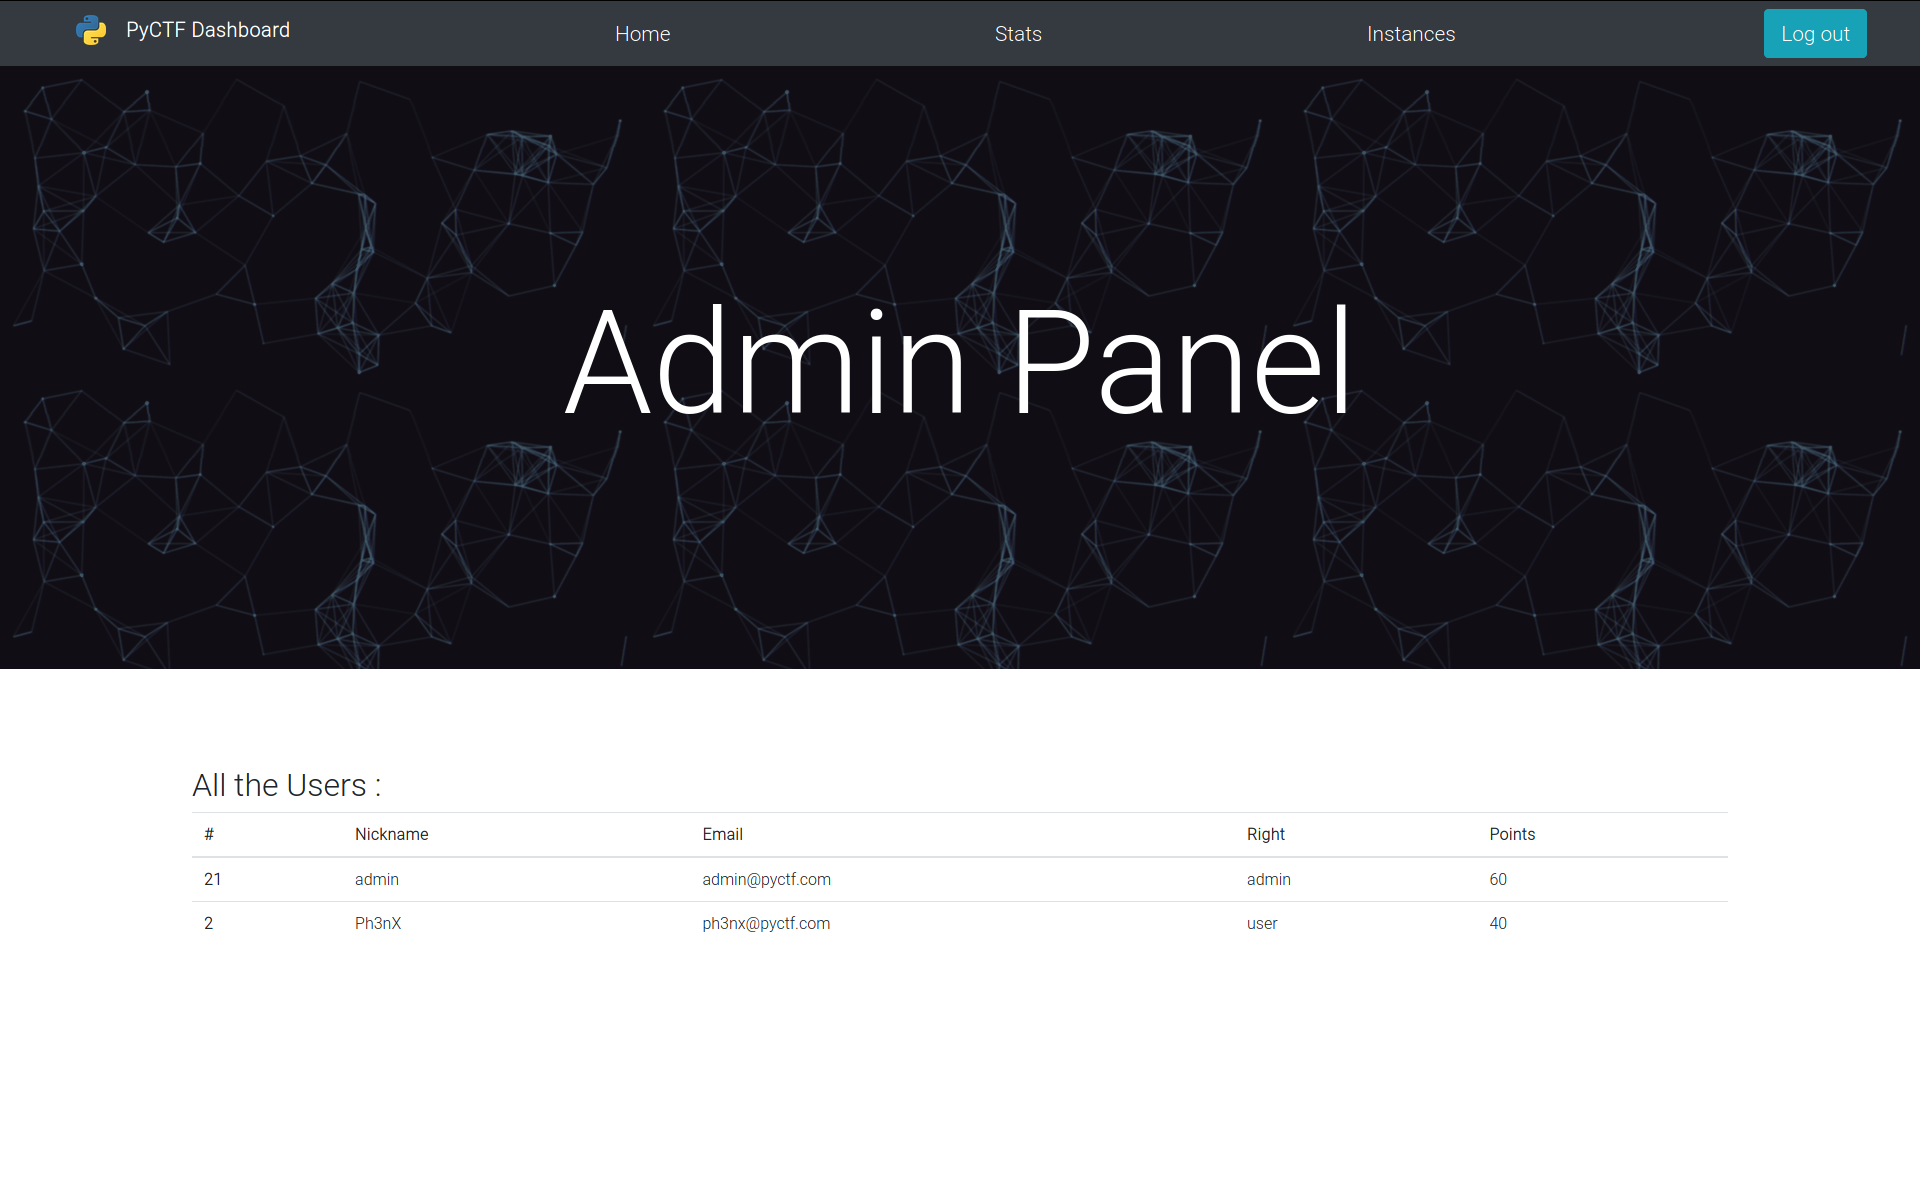 PyCTF Dashboard Home Stats Instances Log out
Admin Panel
All the Users :
# Nickname Email Right Points
21 admin admin@pyctf.com admin 60
2 Ph3nX ph3nx@pyctf.com user 40